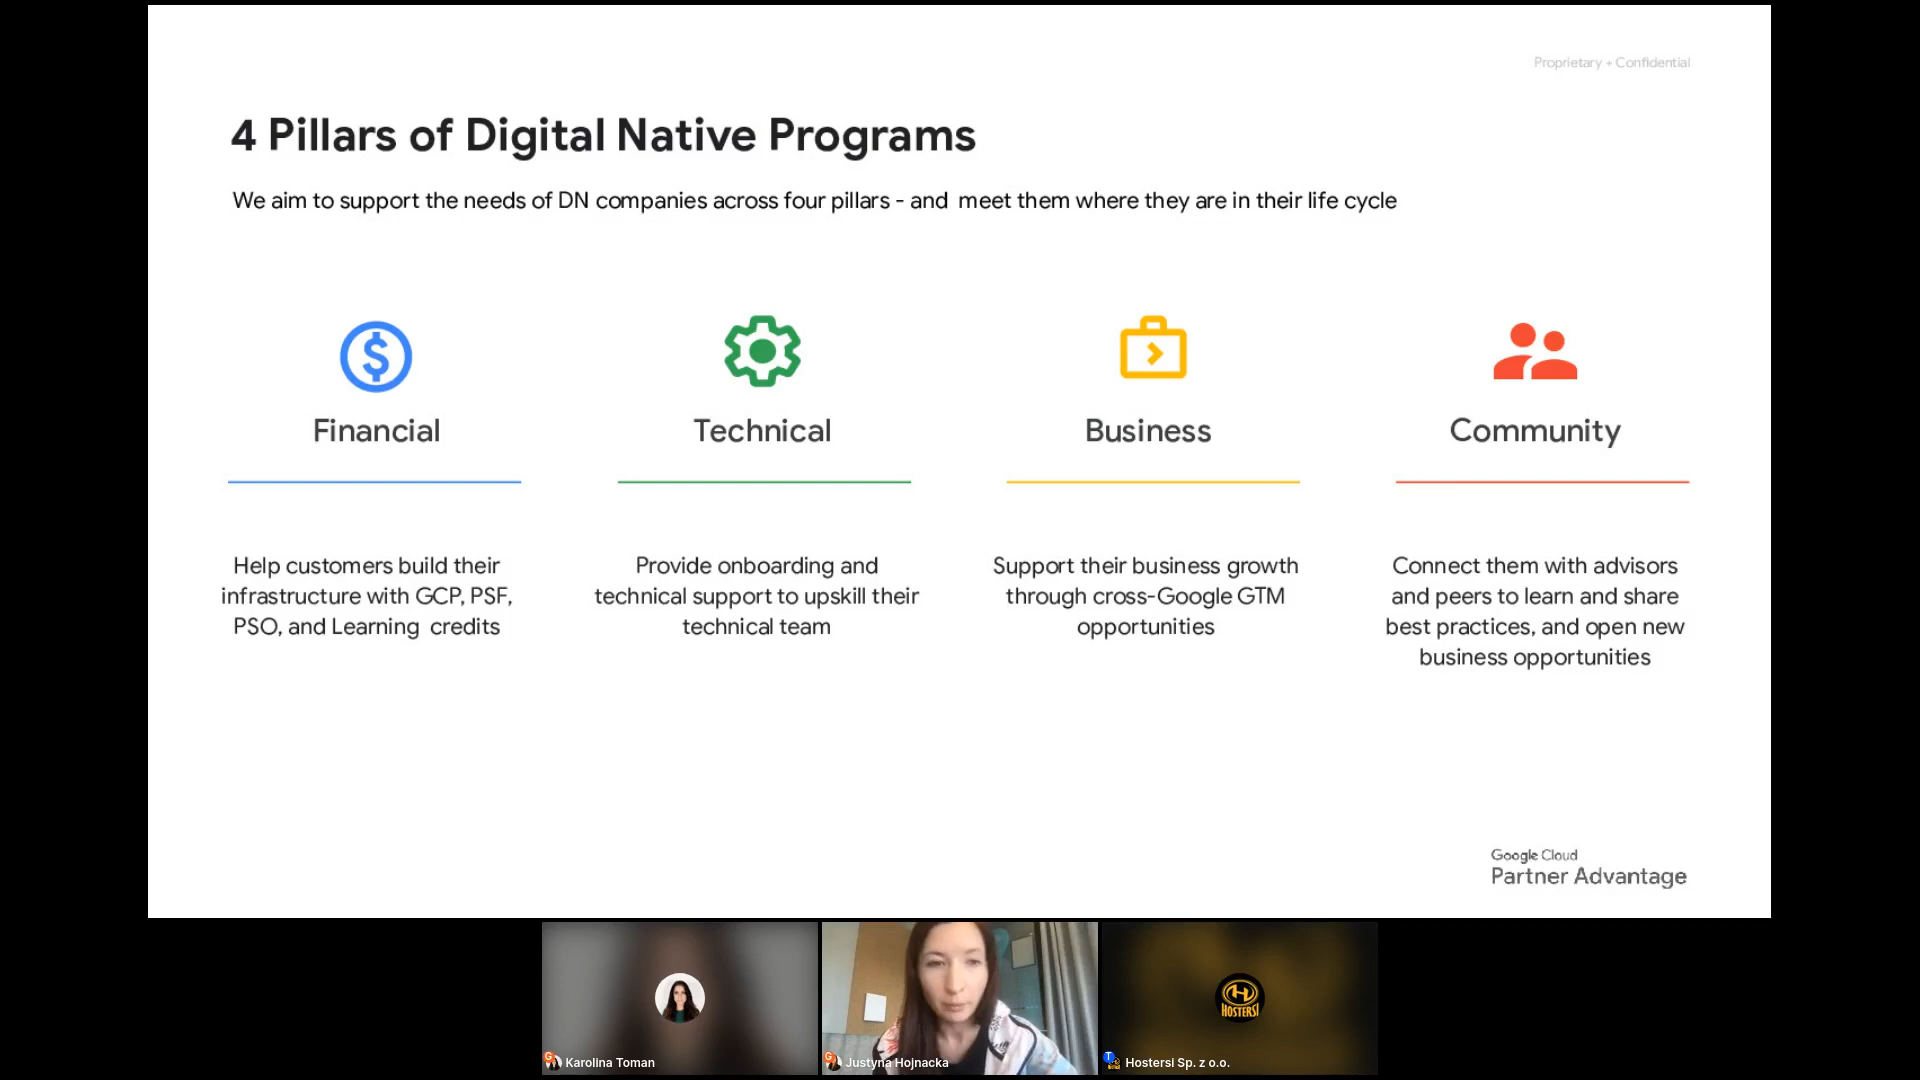 Proprietary + Confidential
4 Pillars of Digital Native Programs
We aim to support the needs of DN companies across four pillars - and meet them where they are in their life cycle
Financial
Help customers build their
infrastructure with GCP, PSF,
PSO, and Learning credits
Technical
Provide onboarding and
technical support to upskill their
technical team
Business
Support their business growth
through cross-Google GTM
opportunities
Community
Connect them with advisors
and peers to learn and share
best practices, and open new
business opportunities
Google Cloud
Partner Advantage
G
Karolina Toman
G
Justyna Hojnacka
HOSTERSI
T
Hostersi Sp. z o.o.